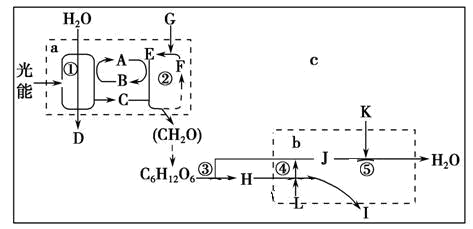 H₂O G
a
光能
① A E
B ② F
C
c
D
(CH₂O)
K
b
C₆H₁₂O₆ ③ H ④ J ⑤ H₂O
L
I